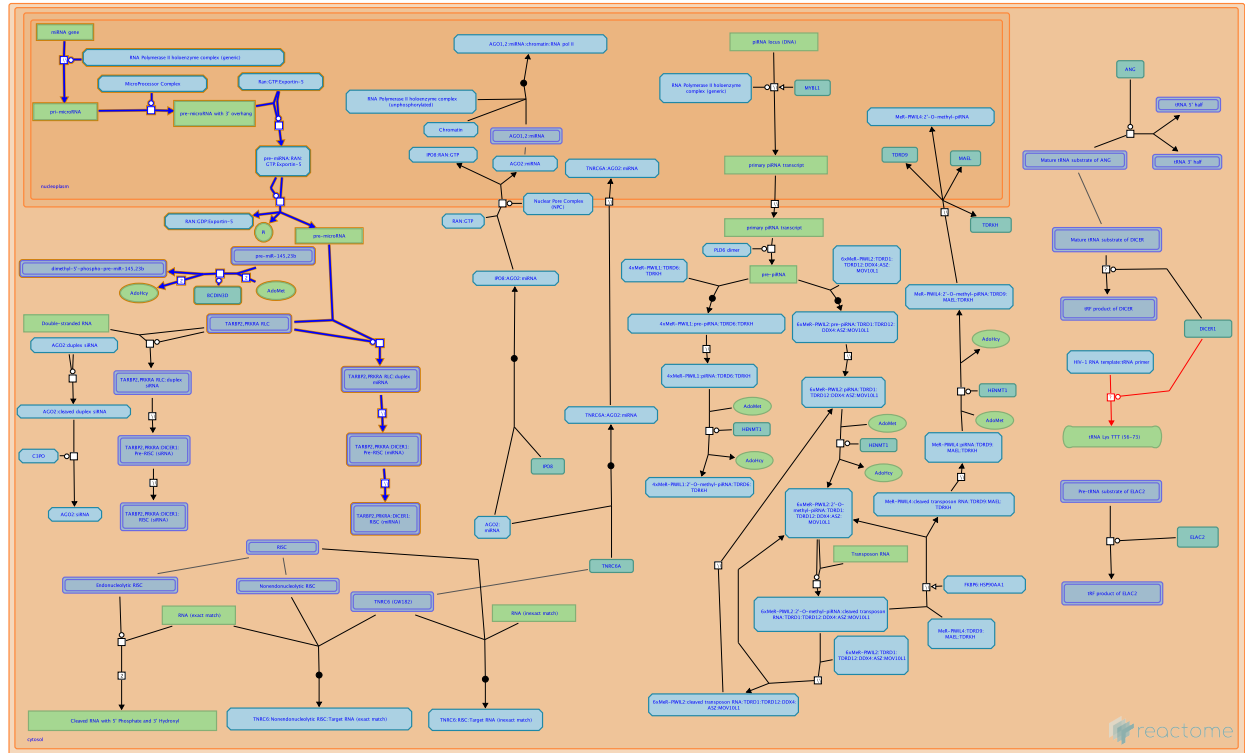 miRNA gene
RNA Polymerase II holoenzyme complex (generic)
MicroProcessor Complex
Ran:GTP:Exportin-5
pri-microRNA
pre-microRNA with 3' overhang
pre-miRNA:RAN:
GTP:Exportin-5
nucleoplasm
AGO1,2 miRNA:chromatin:RNA pol II
RNA Polymerase II holoenzyme complex
(unphosphorylated)
Chromatin
AGO1,2 miRNA
IPO8:RAN:GTP
AGO2:miRNA
TNRC6A:AGO2:miRNA
Nuclear Pore Complex
(NPC)
RAN:GTP
piRNA locus (DNA)
RNA Polymerase II holoenzyme
complex (generic)
MYBL1
primary piRNA transcript
MeR-PIWIL4:2'-O-methyl-piRNA
TDRD9
MAEL
TDRKH
ANG
tRNA 5' half
Mature tRNA substrate of ANG
tRNA 3' half
RAN:GDP:Exportin-5
Pi
pre-microRNA
dimethyl-5'-phospho-pre-miR-145,23b
pre-miR-145,23b
AdoHcy
BCDIN3D
AdoMet
Double-stranded RNA
TARBP2,PRKRA RLC
AGO2:duplex siRNA
TARBP2,PRKRA RLC:duplex
siRNA
TARBP2,PRKRA RLC:duplex
miRNA
AGO2:cleaved duplex siRNA
C3PO
TARBP2,PRKRA:DICER1:
Pre-RISC (siRNA)
TARBP2,PRKRA:DICER1:
Pre-RISC (miRNA)
AGO2:siRNA
TARBP2,PRKRA:DICER1:
RISC (siRNA)
TARBP2,PRKRA:DICER1:
RISC (miRNA)
IPO8:AGO2:miRNA
TNRC6A:AGO2:miRNA
IPO8
AGO2:
miRNA
TNRC6A
primary piRNA transcript
PLD6 dimer
pre-piRNA
4xMeR-PIWIL1:TDRD6:
TDRKH
6xMeR-PIWIL2:TDRD1:
TDRD12:DDX4:ASZ:
MOV10L1
4xMeR-PIWIL1:pre-piRNA:TDRD6:TDRKH
6xMeR-PIWIL2 pre-piRNA:TDRD1:TDRD12:
DDX4:ASZ:MOV10L1
4xMeR-PIWIL1:piRNA:TDRD6:TDRKH
6xMeR-PIWIL2:piRNA:TDRD1:
TDRD12:DDX4:ASZ:MOV10L1
AdoMet
HENMT1
AdoHcy
AdoMet
HENMT1
AdoHcy
4xMeR-PIWIL1:2'-O-methyl-piRNA:TDRD6:
TDRKH
6xMeR-PIWIL2:2'-O-
methyl-piRNA:TDRD1:
TDRD12:DDX4:ASZ:
MOV10L1
Transposon RNA
6xMeR-PIWIL2:2'-O-methyl-piRNA:cleaved transposon
RNA:TDRD1:TDRD12:DDX4:ASZ:MOV10L1
6xMeR-PIWIL2:TDRD1:
TDRD12:DDX4:ASZ:MOV10L1
6xMeR-PIWIL2:cleaved transposon RNA:TDRD1:TDRD12:DDX4:
ASZ:MOV10L1
MeR-PIWIL4:2'-O-methyl-piRNA:TDRD9:
MAEL:TDRKH
AdoHcy
HENMT1
AdoMet
MeR-PIWIL4:piRNA:TDRD9:
MAEL:TDRKH
MeR-PIWIL4:cleaved transposon RNA:TDRD9:MAEL:
TDRKH
FKBP6:HSP90AA1
MeR-PIWIL4:TDRD9:
MAEL:TDRKH
Mature tRNA substrate of DICER
tRF product of DICER
DICER1
HIV-1 RNA template:tRNA primer
tRNA Lys TTT (56-73)
Pre-tRNA substrate of ELAC2
ELAC2
tRF product of ELAC2
RISC
Endonucleolytic RISC
Nonendonucleolytic RISC
TNRC6 (GW182)
RNA (exact match)
RNA (inexact match)
2
Cleaved RNA with 5' Phosphate and 3' Hydroxyl
TNRC6:Nonendonucleolytic RISC:Target RNA (exact match)
TNRC6:RISC:Target RNA (inexact match)
cytosol
reactome